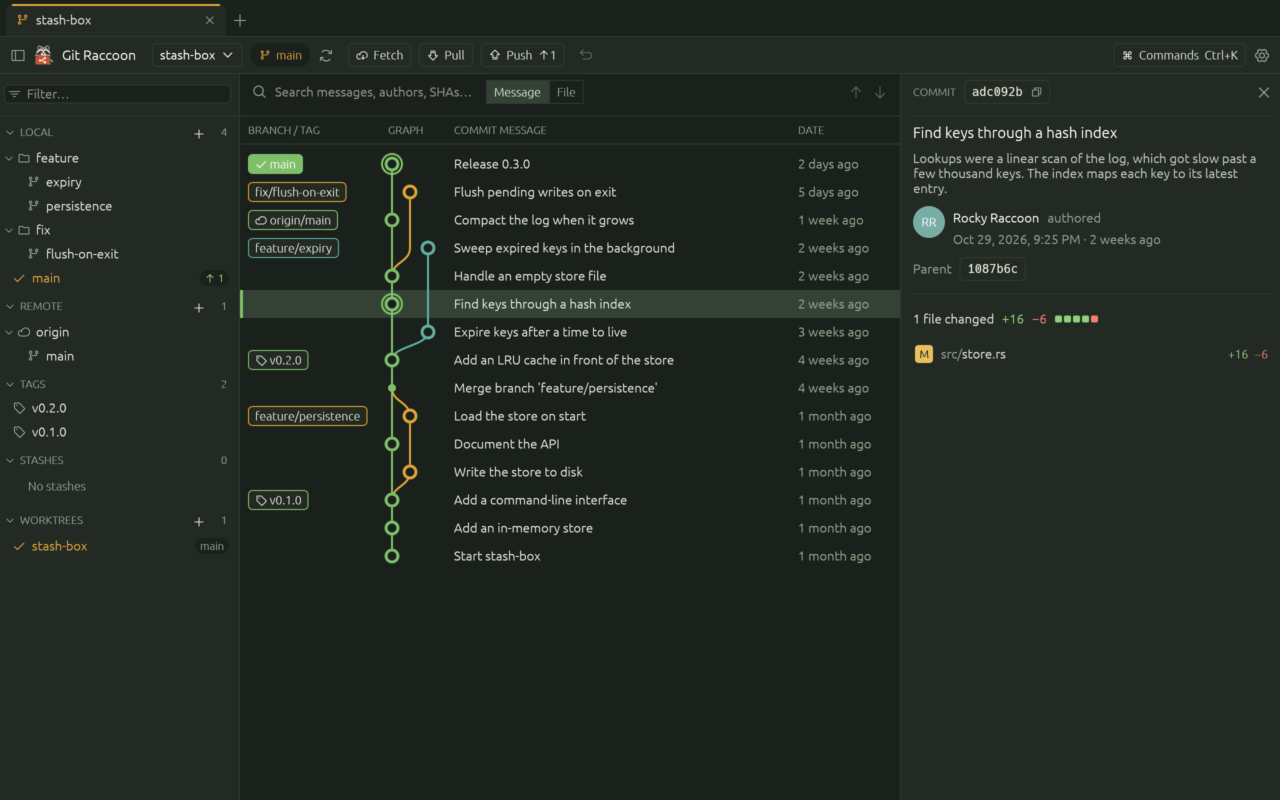 stash-box
Git Raccoon
stash-box
main
Fetch
Pull
Push ↑1
Commands Ctrl+K
Filter...
LOCAL 4
feature
expiry
persistence
fix
flush-on-exit
main ↑ 1
REMOTE 1
origin
main
TAGS 2
v0.2.0
v0.1.0
STASHES 0
No stashes
WORKTREES 1
stash-box main
Search messages, authors, SHAs...
Message File
BRANCH / TAG GRAPH COMMIT MESSAGE DATE
main Release 0.3.0 2 days ago
fix/flush-on-exit Flush pending writes on exit 5 days ago
origin/main Compact the log when it grows 1 week ago
feature/expiry Sweep expired keys in the background 2 weeks ago
Handle an empty store file 2 weeks ago
Find keys through a hash index 2 weeks ago
Expire keys after a time to live 3 weeks ago
v0.2.0 Add an LRU cache in front of the store 4 weeks ago
Merge branch 'feature/persistence' 4 weeks ago
feature/persistence Load the store on start 1 month ago
Document the API 1 month ago
Write the store to disk 1 month ago
v0.1.0 Add a command-line interface 1 month ago
Add an in-memory store 1 month ago
Start stash-box 1 month ago
COMMIT adc092b
Find keys through a hash index
Lookups were a linear scan of the log, which got slow past a
few thousand keys. The index maps each key to its latest
entry.
RR
Rocky Raccoon authored
Oct 29, 2026, 9:25 PM · 2 weeks ago
Parent 1087b6c
1 file changed +16 −6
M src/store.rs +16 −6